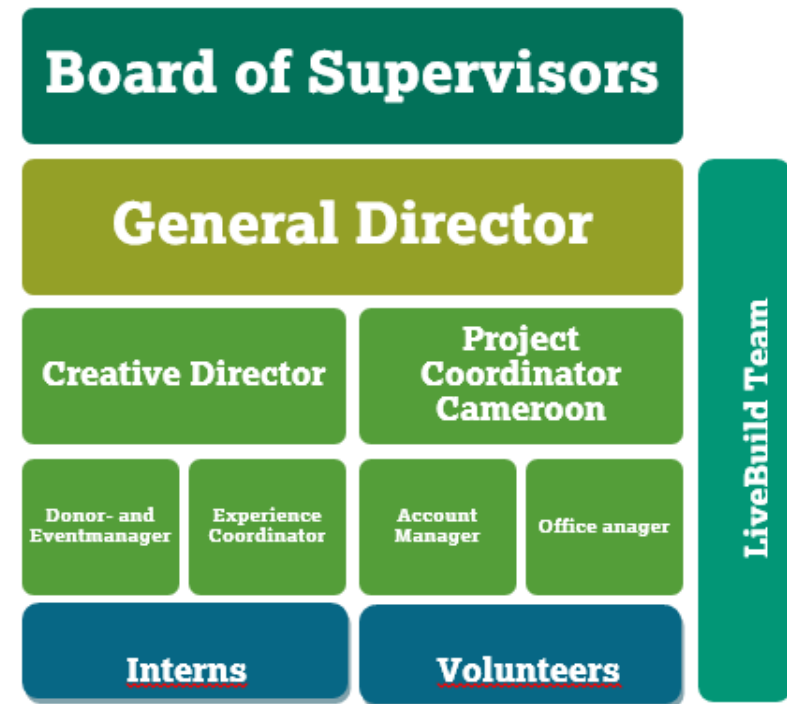 Board of Supervisors
General Director
Creative Director
Project
Coordinator
Cameroon
Donor- and
Eventmanager
Experience
Coordinator
Account
Manager
Office anager
Interns
Volunteers
LiveBuild Team